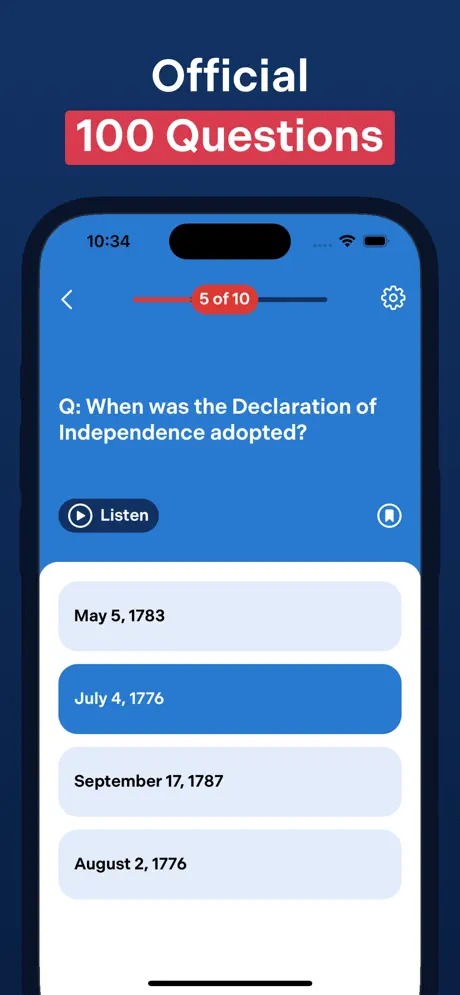 Official
100 Questions
10:34
5 of 10
Q: When was the Declaration of
Independence adopted?
Listen
May 5, 1783
July 4, 1776
September 17, 1787
August 2, 1776